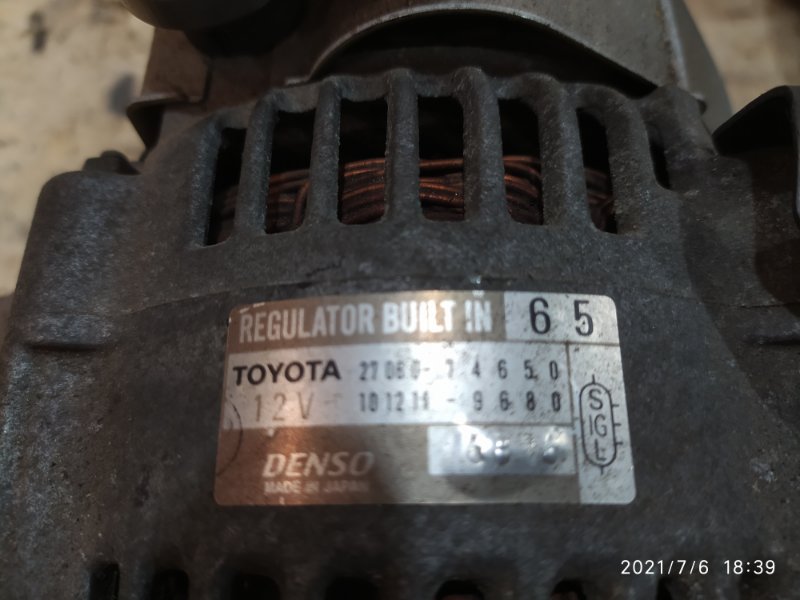 REGULATOR BUILT IN 65
TOYOTA 27060-74650
12V 101211-9680
DENSO
MADE IN JAPAN
S
IG
L
2021/7/6 18:39